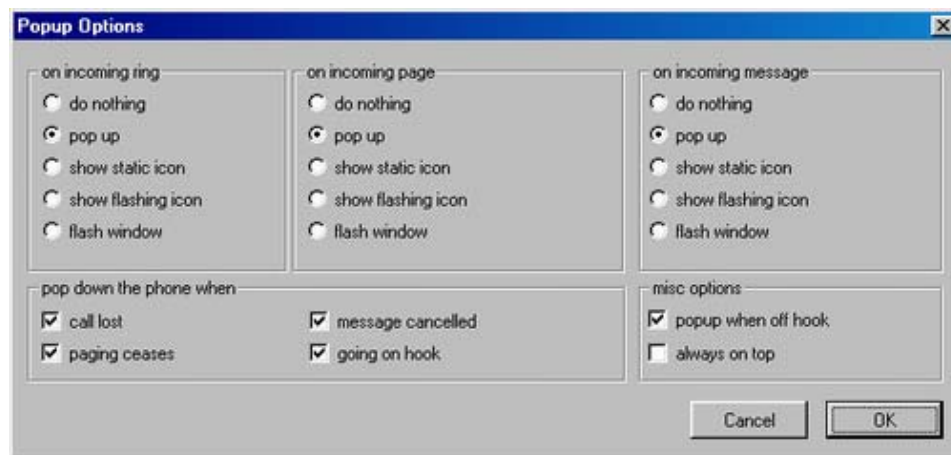 Popup Options
on incoming ring
do nothing
pop up
show static icon
show flashing icon
flash window
on incoming page
do nothing
pop up
show static icon
show flashing icon
flash window
on incoming message
do nothing
pop up
show static icon
show flashing icon
flash window
pop down the phone when
call lost
message cancelled
paging ceases
going on hook
misc options
popup when off hook
always on top
Cancel
OK